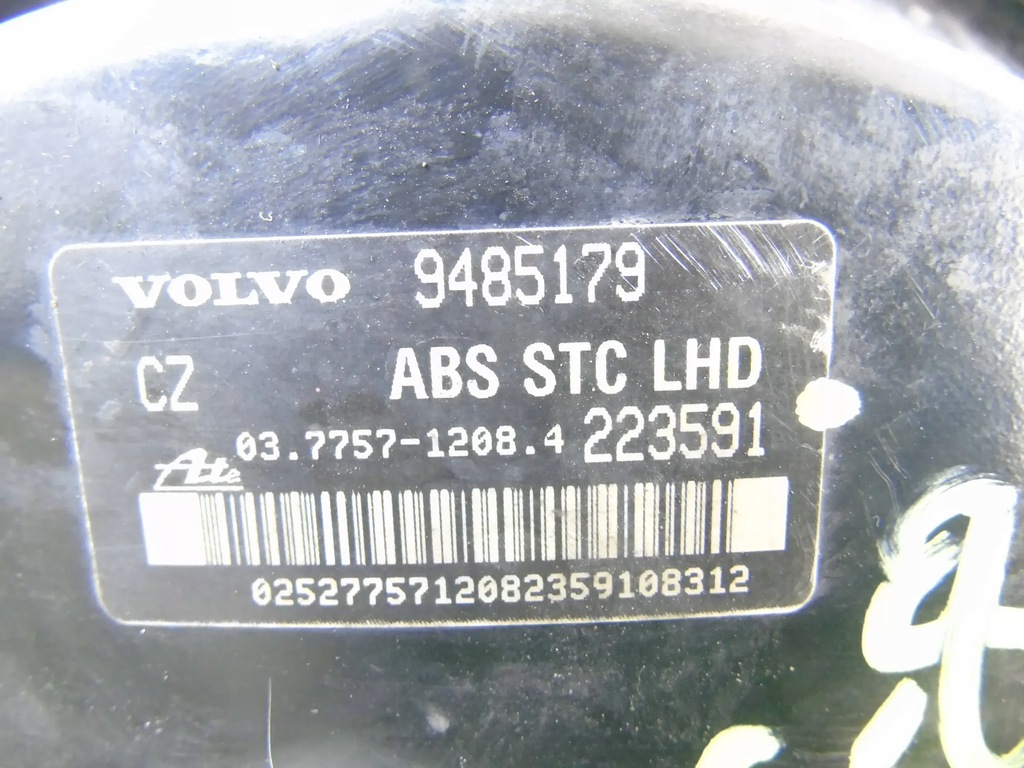 VOLVO 9485179
CZ ABS STC LHD
03.7757-1208.4 223591
Ate
0252775712082359108312